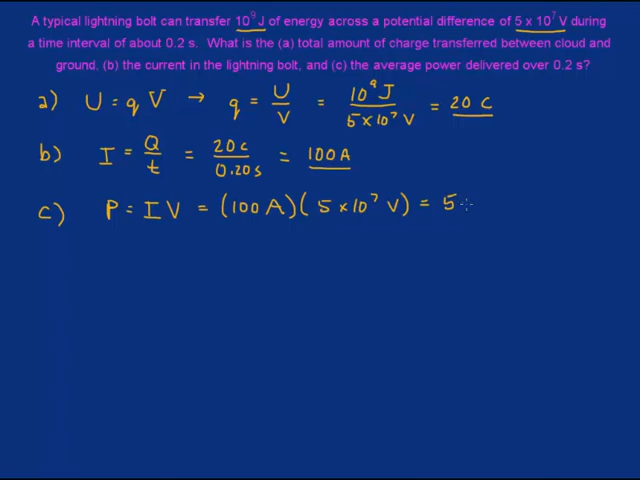 A typical lightning bolt can transfer 10⁹ J of energy across a potential difference of 5 x 10⁷ V during
a time interval of about 0.2 s. What is the (a) total amount of charge transferred between cloud and
ground, (b) the current in the lightning bolt, and (c) the average power delivered over 0.2 s?
a) U = q V → q = U/V = 10⁹ J / 5 x 10⁷ V = 20 C
b) I = Q/t = 20 C / 0.20 s = 100 A
c) P = I V = (100 A)(5 x 10⁷ V) = 5